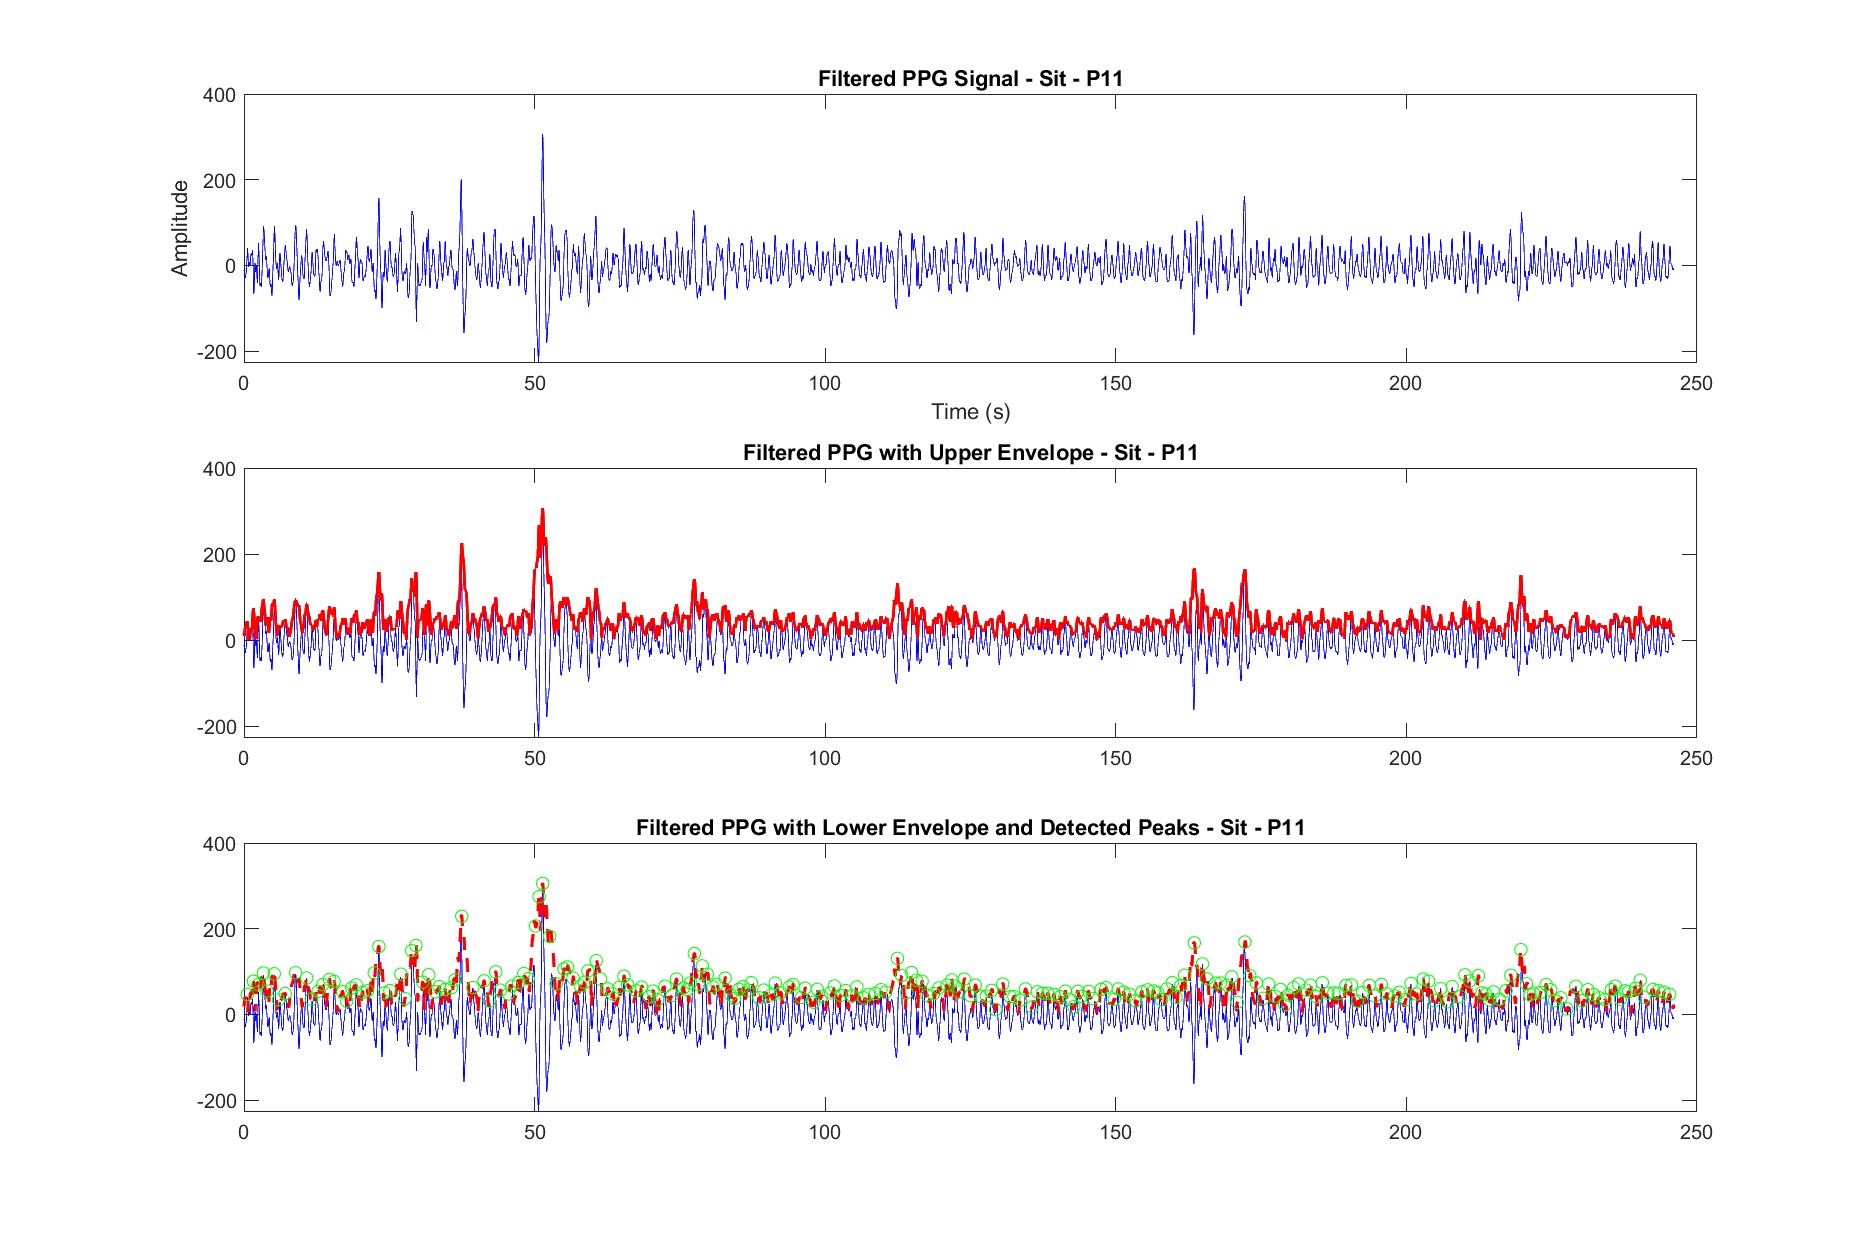 Filtered PPG Signal - Sit - P11
400
200
0
-200
Amplitude
0 50 100 150 200 250
Time (s)
Filtered PPG with Upper Envelope - Sit - P11
400
200
0
-200
0 50 100 150 200 250
Filtered PPG with Lower Envelope and Detected Peaks - Sit - P11
400
200
0
-200
0 50 100 150 200 250